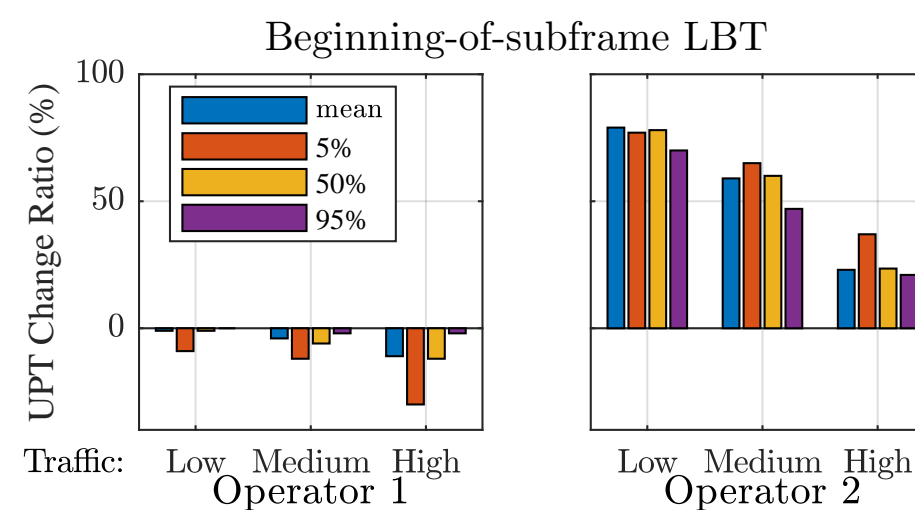 Beginning-of-subframe LBT
UPT Change Ratio (%)
100
50
0
mean
5%
50%
95%
Traffic: Low Medium High Low Medium High
Operator 1 Operator 2